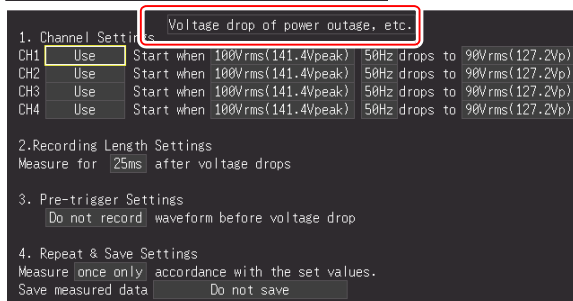 Voltage drop of power outage, etc.
1. Channel Settings
CH1 Use Start when 100Vrms(141.4Vpeak) 50Hz drops to 90Vrms(127.2Vp)
CH2 Use Start when 100Vrms(141.4Vpeak) 50Hz drops to 90Vrms(127.2Vp)
CH3 Use Start when 100Vrms(141.4Vpeak) 50Hz drops to 90Vrms(127.2Vp)
CH4 Use Start when 100Vrms(141.4Vpeak) 50Hz drops to 90Vrms(127.2Vp)
2.Recording Length Settings
Measure for 25ms after voltage drops
3. Pre-trigger Settings
Do not record waveform before voltage drop
4. Repeat & Save Settings
Measure once only accordance with the set values.
Save measured data Do not save